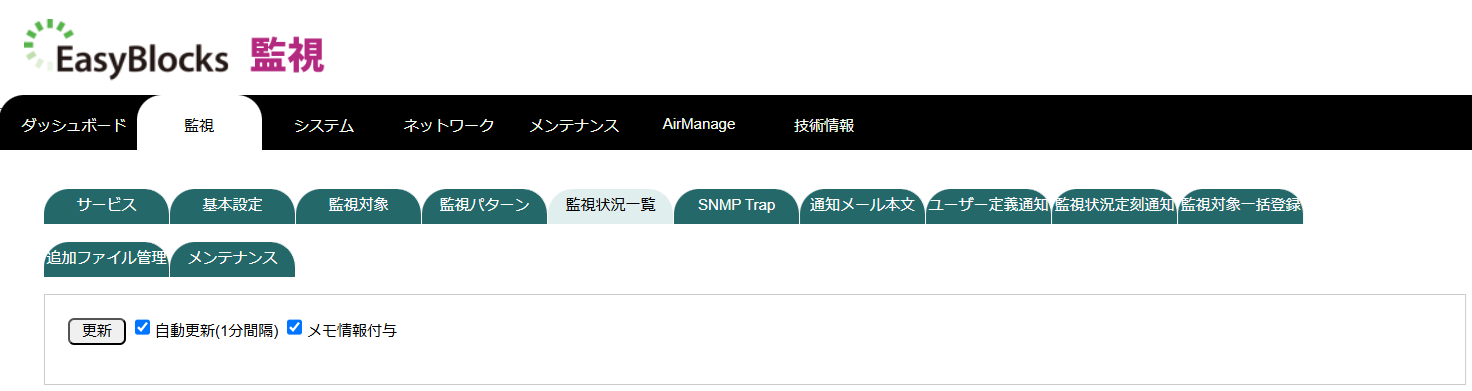 EasyBlocks 監視
ダッシュボード 監視 システム ネットワーク メンテナンス AirManage 技術情報
サービス 基本設定 監視対象 監視パターン 監視状況一覧 SNMP Trap 通知メール本文 ユーザー定義通知 監視状況定刻通知 監視対象一括登録
追加ファイル管理 メンテナンス
更新 自動更新(1分間隔) メモ情報付与